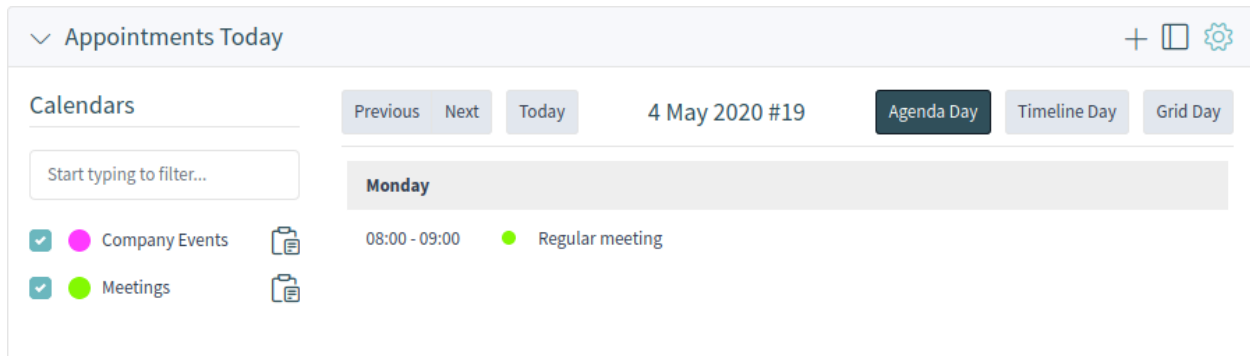 Appointments Today
Calendars
Start typing to filter...
Company Events
Meetings
Previous Next Today 4 May 2020 #19 Agenda Day Timeline Day Grid Day
Monday
08:00 - 09:00 Regular meeting